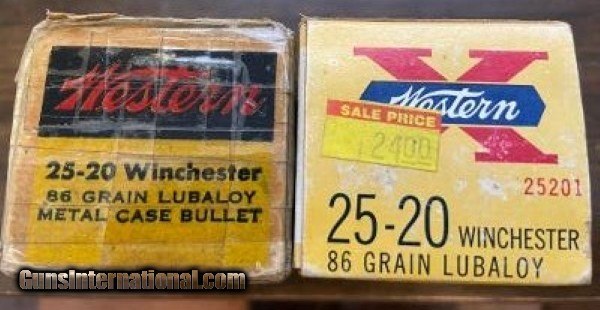 Western
25-20 Winchester
86 GRAIN LUBALOY
METAL CASE BULLET
X
Western
SALE PRICE
2400
25201
25-20 WINCHESTER
86 GRAIN LUBALOY
GunsInternational.com